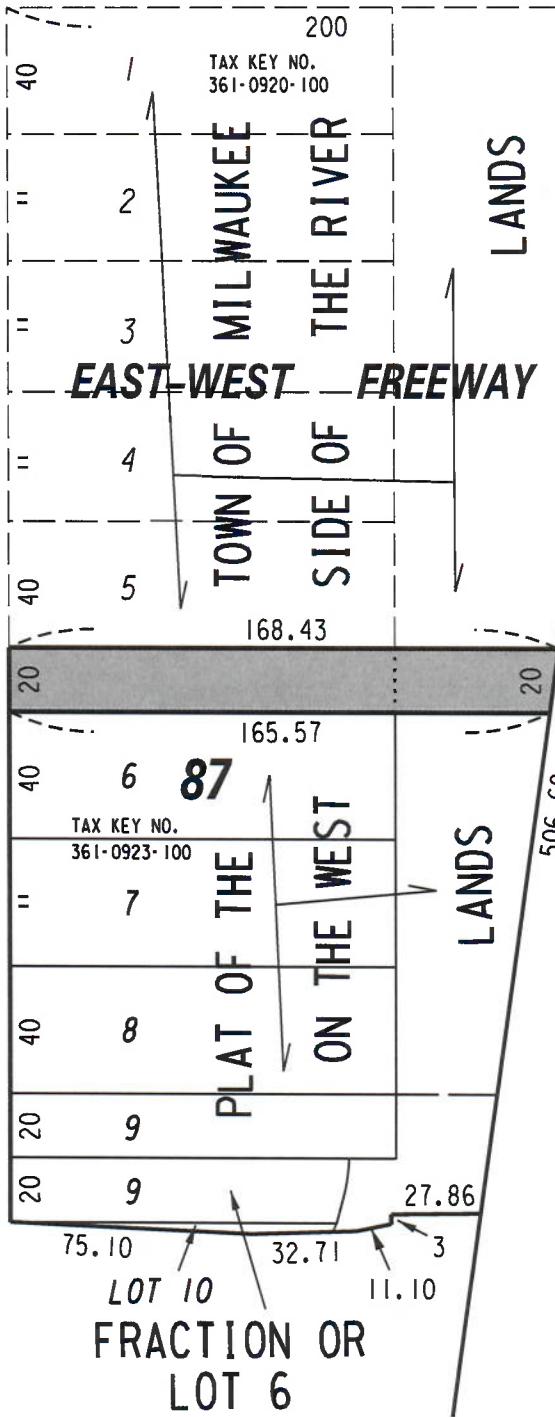 200
40
1
TAX KEY NO.
361-0920-100
"
2
"
3
EAST-WEST FREEWAY
"
4
40
5
TOWN OF MILWAUKEE
SIDE OF THE RIVER
LANDS
168.43
20
20
165.57
40
6
87
TAX KEY NO.
361-0923-100
"
7
40
8
20
9
20
9
PLAT OF THE
ON THE WEST
LANDS
27.86
75.10
32.71
11.10
3
LOT 10
FRACTION OR
LOT 6